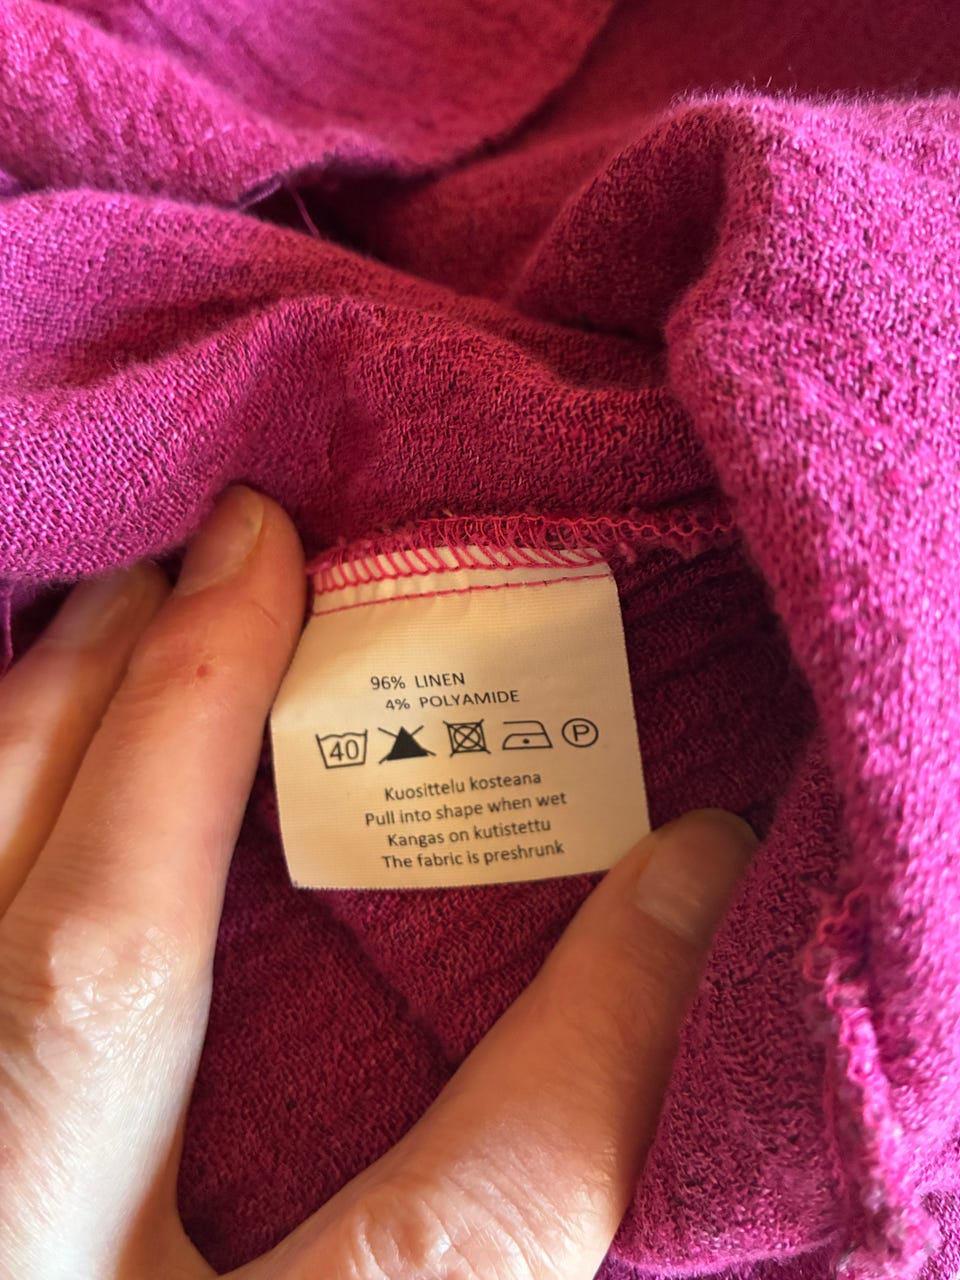 96% LINEN
4% POLYAMIDE
40 P
Kuosittelu kosteana
Pull into shape when wet
Kangas on kutistettu
The fabric is preshrunk